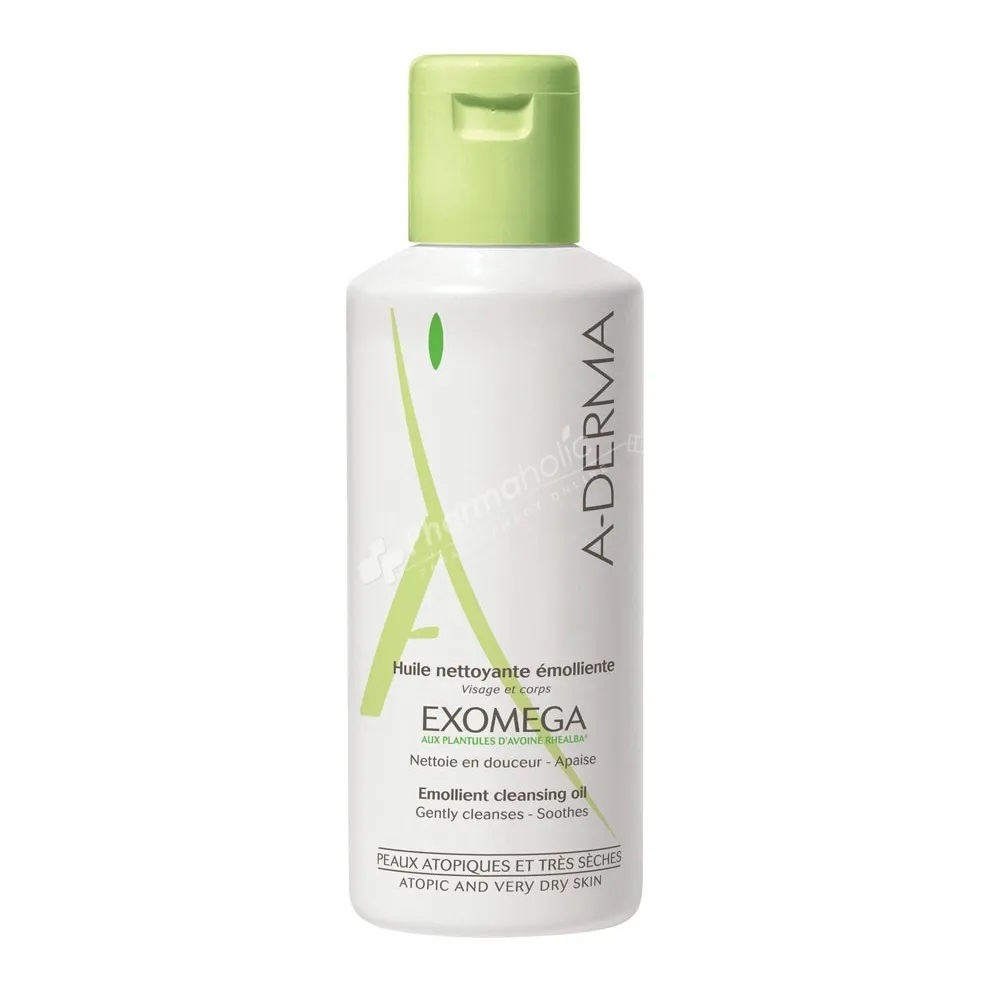 A-DERMA
Pharmaholic
Huile nettoyante émolliente
Visage et corps
EXOMEGA
AUX PLANTULES D'AVOINE RHEALBA®
Nettoie en douceur - Apaise
Emollient cleansing oil
Gently cleanses - Soothes
PEAUX ATOPIQUES ET TRÈS SÈCHES
ATOPIC AND VERY DRY SKIN